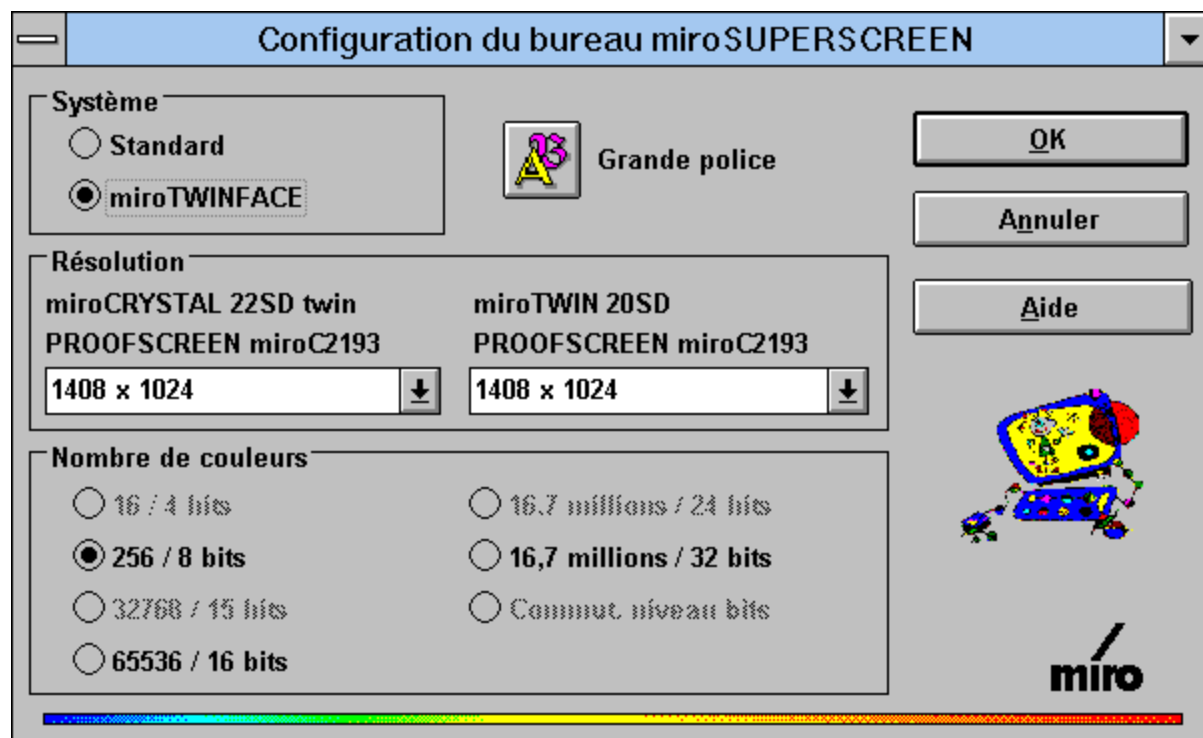 Configuration du bureau miroSUPERSCREEN
Système
Standard
miroTWINFACE
Grande police
OK
Annuler
Aide
Résolution
miroCRYSTAL 22SD twin
PROOFSCREEN miroC2193
1408 x 1024
miroTWIN 20SD
PROOFSCREEN miroC2193
1408 x 1024
Nombre de couleurs
16 / 4 bits
256 / 8 bits
32768 / 15 bits
65536 / 16 bits
16,7 millions / 24 bits
16,7 millions / 32 bits
Commut. niveau bits
miro